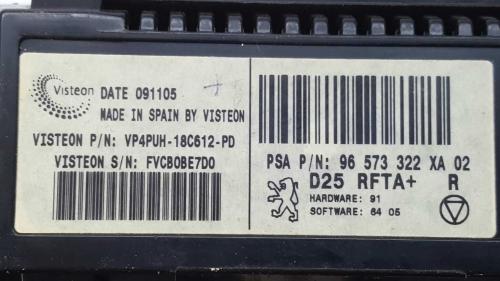 Visteon
DATE 091105
MADE IN SPAIN BY VISTEON
VISTEON P/N: VP4PUH-18C612-PD
VISTEON S/N: FVCB0BE7D0
PSA P/N: 96 573 322 XA 02
D25 RFTA+ R
HARDWARE: 91
SOFTWARE: 64 05